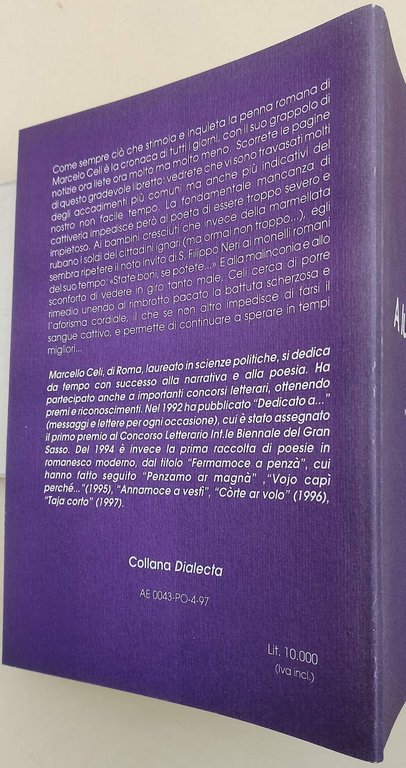 Come sempre ciò che stimola e inquieta la penna romana di
Marcelo Celi è la cronaca di tutti i giorni, con il suo grappolo di
notizie ora liete ora molto ma molto meno. Scorrete le pagine
di questo gradevole libretto: vedrete che vi sono travasati molti
degli accadimenti più comuni ma anche più indicativi del
nostro non facile tempo. La fondamentale mancanza di
cattiveria impedisce però al poeta di essere troppo severo e
impietoso. Ai bambini cresciuti che invece della marmellata
rubano i soldi dei cittadini ignari (ma ormai non troppo...), egli
sembra ripetere il noto invito di S. Filippo Neri ai monelli romani
del suo tempo: «State boni, se potete...» E alla malinconia e allo
sconforto di vedere in giro tanto male, Celi cerca di porre
rimedio unendo al rimbrotto pacato la battuta scherzosa e
l'aforisma cordiale, il che se non altro impedisce di farsi il
sangue cattivo, e permette di continuare a sperare in tempi
migliori...
Marcello Celi, di Roma, laureato in scienze politiche, si dedica
da tempo con successo alla narrativa e alla poesia. Ha
partecipato anche a importanti concorsi letterari, ottenendo
premi e riconoscimenti. Nel 1992 ha pubblicato "Dedicato a..."
(messaggi e lettere per ogni occasione), cui è stato assegnato
il primo premio al Concorso Letterario Int.le Biennale del Gran
Sasso. Del 1994 è invece la prima raccolta di poesie in
romanesco moderno, dal titolo "Fermamoce a penzà", cui
hanno fatto seguito "Penzamo ar magnà" ,"Vojo capì
perché..."(1995), "Annamoce a vestì", "Còrte ar volo" (1996),
"Taja corto" (1997).
Collana Dialecta
AE 0043-PO-4-97
Lit. 10.000
(Iva incl.)